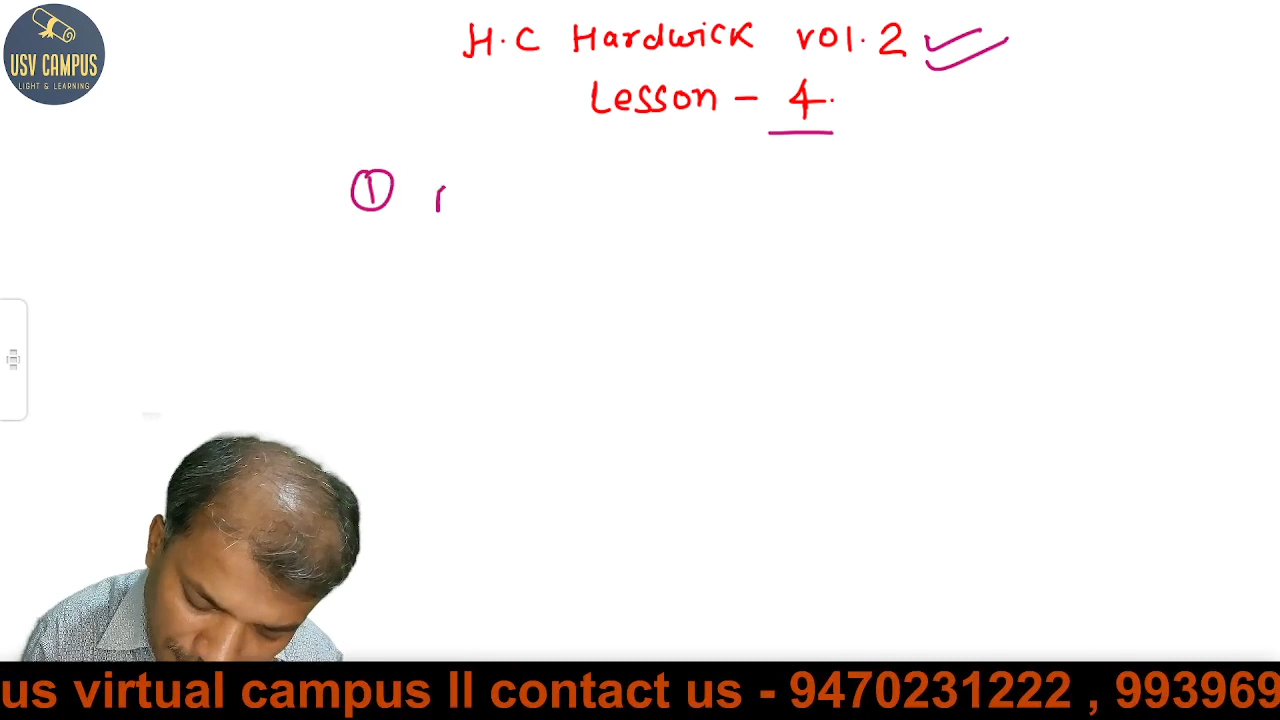 USV CAMPUS
LIGHT & LEARNING
H.C Hardwick vol.2
Lesson - 4.
①
us virtual campus II contact us - 9470231222 , 993969